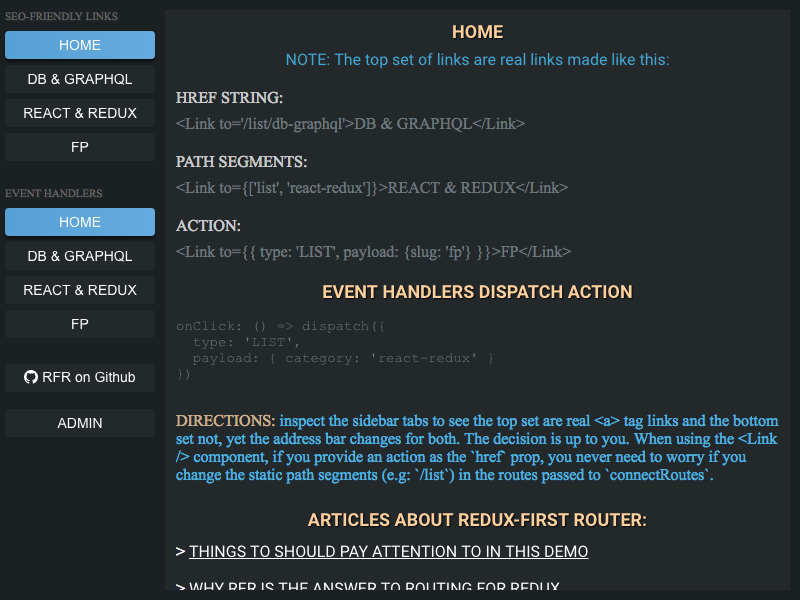 SEO-FRIENDLY LINKS
HOME
DB & GRAPHQL
REACT & REDUX
FP
EVENT HANDLERS
HOME
DB & GRAPHQL
REACT & REDUX
FP
RFR on Github
ADMIN
HOME
NOTE: The top set of links are real links made like this:
HREF STRING:
<Link to='/list/db-graphql'>DB & GRAPHQL</Link>
PATH SEGMENTS:
<Link to={['list', 'react-redux']}>REACT & REDUX</Link>
ACTION:
<Link to={{ type: 'LIST', payload: {slug: 'fp'} }}>FP</Link>
EVENT HANDLERS DISPATCH ACTION
onClick: () => dispatch({
  type: 'LIST',
  payload: { category: 'react-redux' }
})
DIRECTIONS: inspect the sidebar tabs to see the top set are real <a> tag links and the bottom
set not, yet the address bar changes for both. The decision is up to you. When using the <Link
/> component, if you provide an action as the `href` prop, you never need to worry if you
change the static path segments (e.g: `/list`) in the routes passed to `connectRoutes`.
ARTICLES ABOUT REDUX-FIRST ROUTER:
> THINGS TO SHOULD PAY ATTENTION TO IN THIS DEMO
> WHY RFR IS THE ANSWER TO ROUTING FOR REDUX